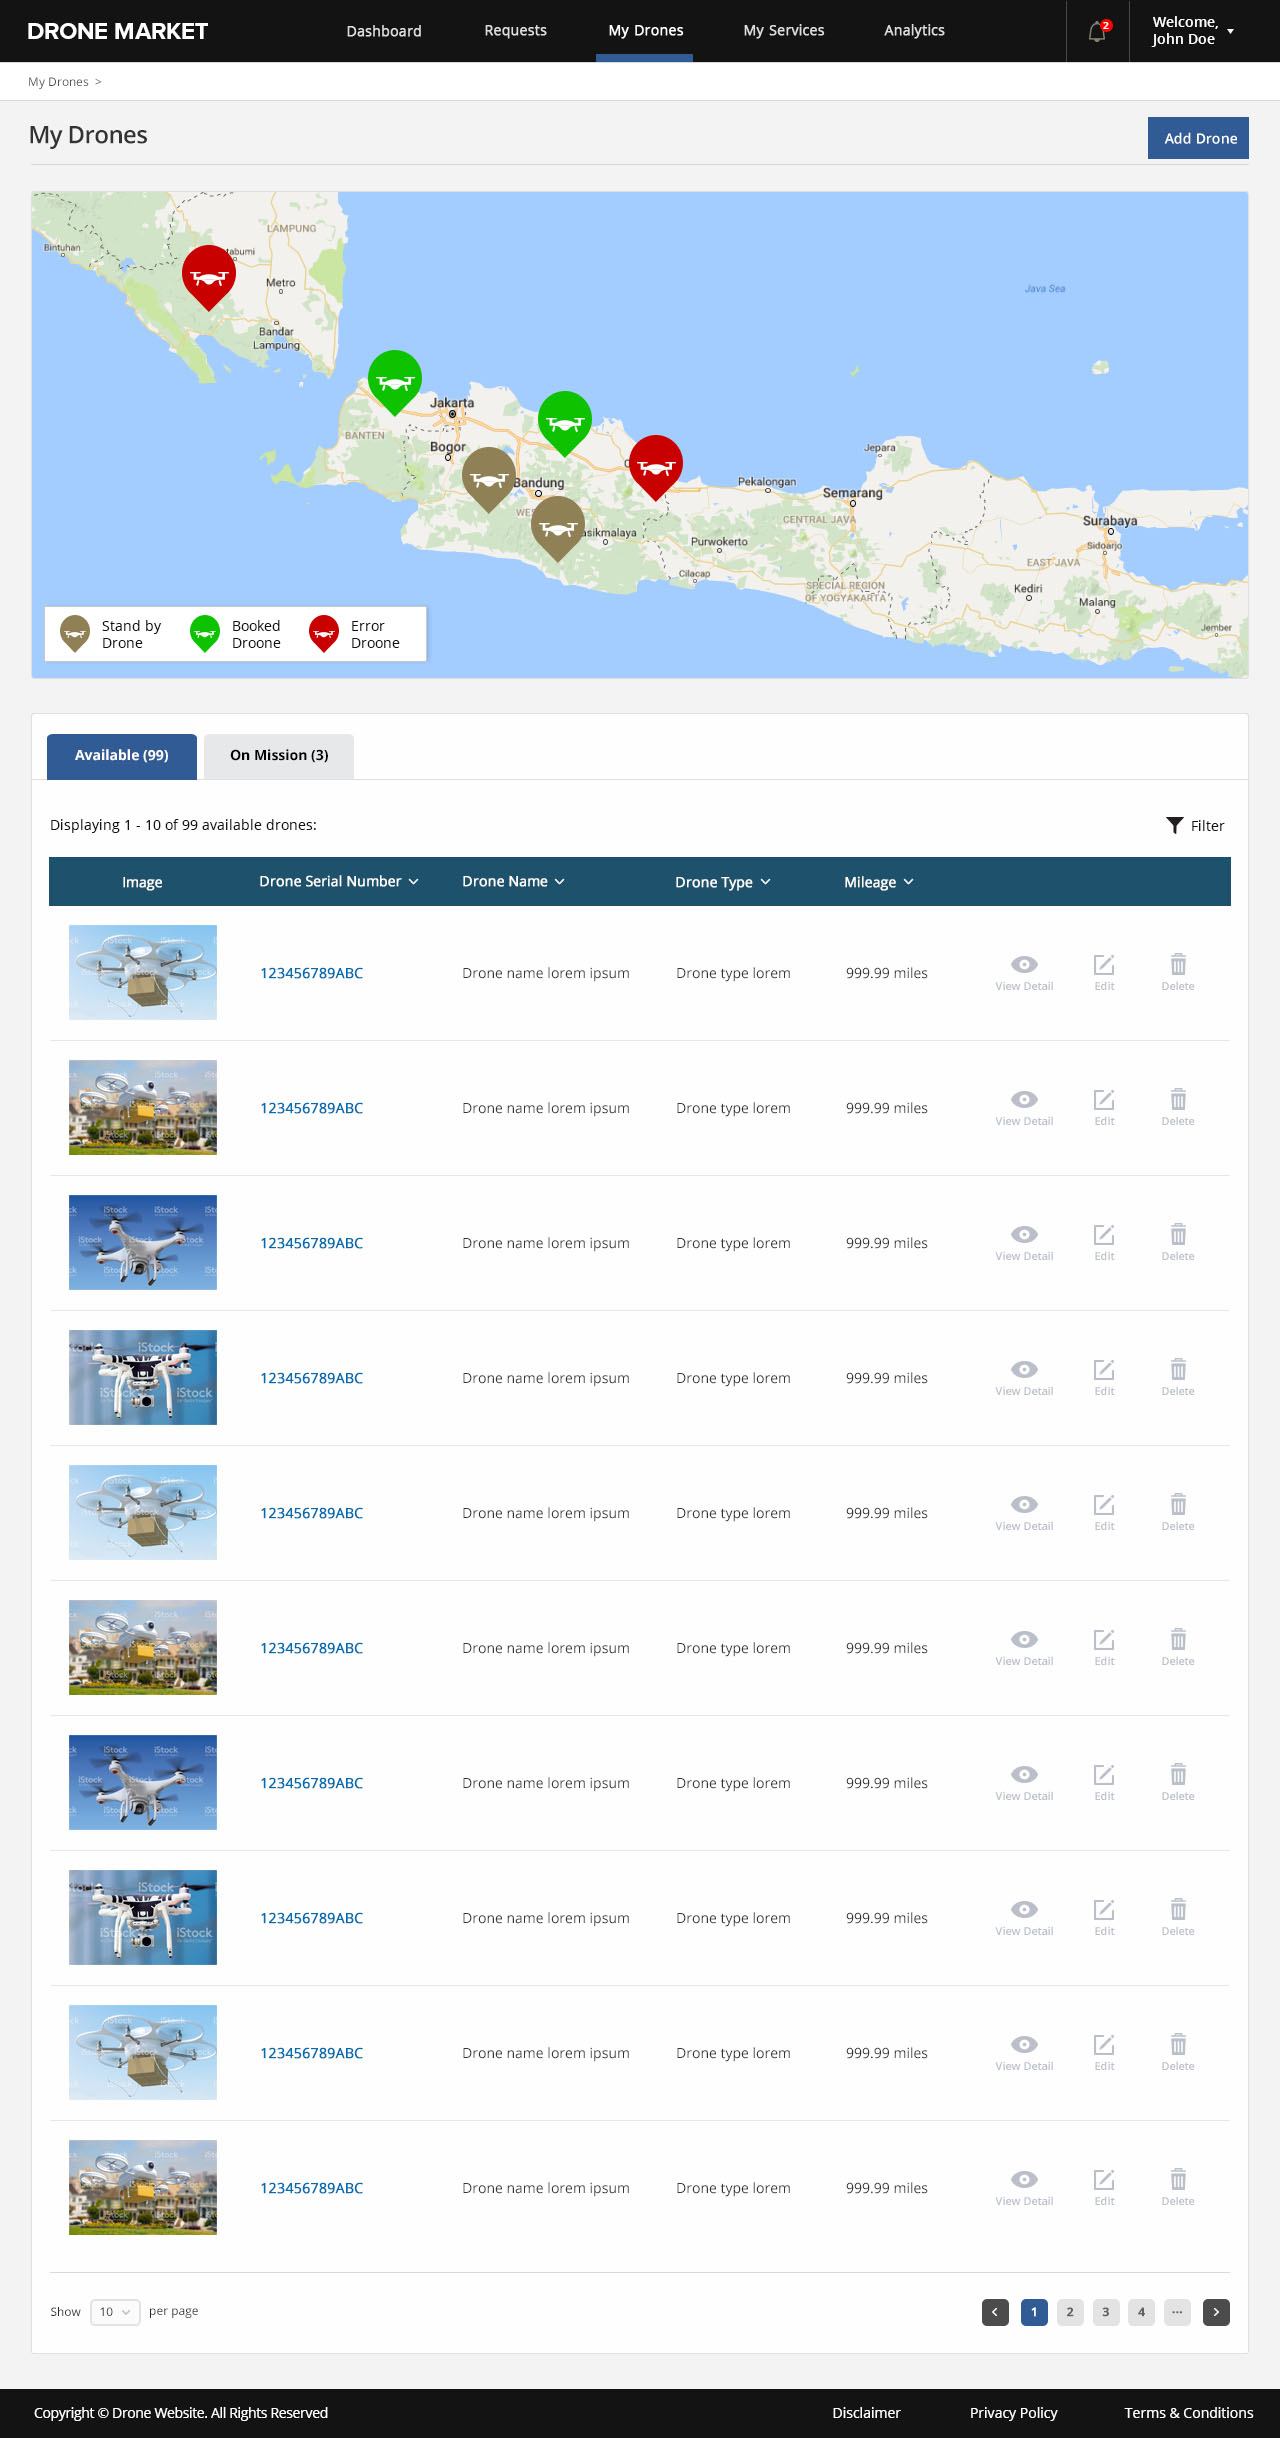 DRONE MARKET
Dashboard
Requests
My Drones
My Services
Analytics
2
Welcome,
John Doe
My Drones >
My Drones
Add Drone
LAMPUNG
Bintuhan
Metro
Bandar
Lampung
Java Sea
Jakarta
BANTEN
Bogor
Bandung
Jepara
Pekalongan
Semarang
CENTRAL JAVA
Surabaya
Sidoarjo
Purwokerto
EAST JAVA
Cilacap
SPECIAL REGION
OF YOGYAKARTA
Kediri
Malang
Jember
Stand by
Drone
Booked
Droone
Error
Droone
Available (99)
On Mission (3)
Displaying 1 - 10 of 99 available drones:
Filter
Image
Drone Serial Number
Drone Name
Drone Type
Mileage
123456789ABC
Drone name lorem ipsum
Drone type lorem
999.99 miles
View Detail
Edit
Delete
123456789ABC
Drone name lorem ipsum
Drone type lorem
999.99 miles
View Detail
Edit
Delete
123456789ABC
Drone name lorem ipsum
Drone type lorem
999.99 miles
View Detail
Edit
Delete
123456789ABC
Drone name lorem ipsum
Drone type lorem
999.99 miles
View Detail
Edit
Delete
123456789ABC
Drone name lorem ipsum
Drone type lorem
999.99 miles
View Detail
Edit
Delete
123456789ABC
Drone name lorem ipsum
Drone type lorem
999.99 miles
View Detail
Edit
Delete
123456789ABC
Drone name lorem ipsum
Drone type lorem
999.99 miles
View Detail
Edit
Delete
123456789ABC
Drone name lorem ipsum
Drone type lorem
999.99 miles
View Detail
Edit
Delete
123456789ABC
Drone name lorem ipsum
Drone type lorem
999.99 miles
View Detail
Edit
Delete
123456789ABC
Drone name lorem ipsum
Drone type lorem
999.99 miles
View Detail
Edit
Delete
Show
10
per page
1
2
3
4
...
Copyright © Drone Website. All Rights Reserved
Disclaimer
Privacy Policy
Terms & Conditions